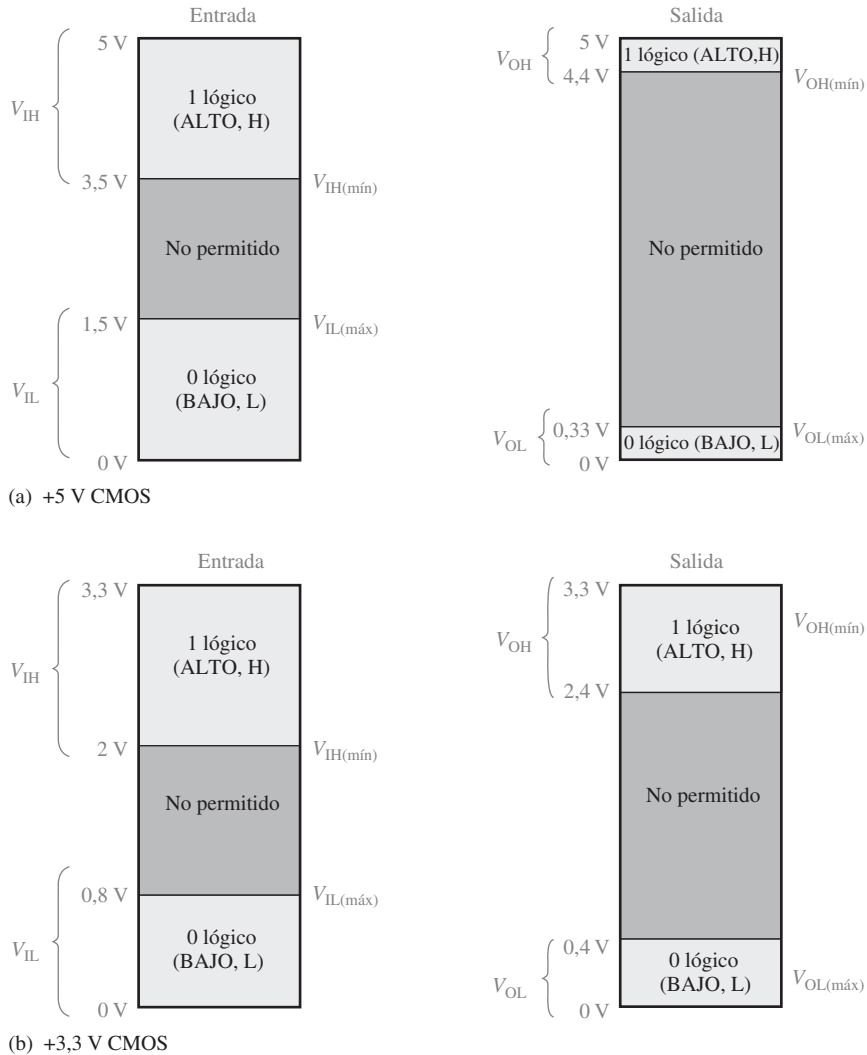 Entrada
5 V
V_IH
1 lógico
(ALTO, H)
3,5 V
V_IH(mín)
No permitido
1,5 V
V_IL(máx)
V_IL
0 lógico
(BAJO, L)
0 V
Salida
5 V
V_OH
1 lógico (ALTO,H)
4,4 V
V_OH(mín)
No permitido
0,33 V
V_OL
0 lógico (BAJO, L)
V_OL(máx)
0 V
(a) +5 V CMOS
Entrada
3,3 V
V_IH
1 lógico
(ALTO, H)
2 V
V_IH(mín)
No permitido
0,8 V
V_IL(máx)
V_IL
0 lógico
(BAJO, L)
0 V
Salida
3,3 V
V_OH(mín)
V_OH
1 lógico
(ALTO, H)
2,4 V
No permitido
0,4 V
V_OL
0 lógico
(BAJO, L)
V_OL(máx)
0 V
(b) +3,3 V CMOS